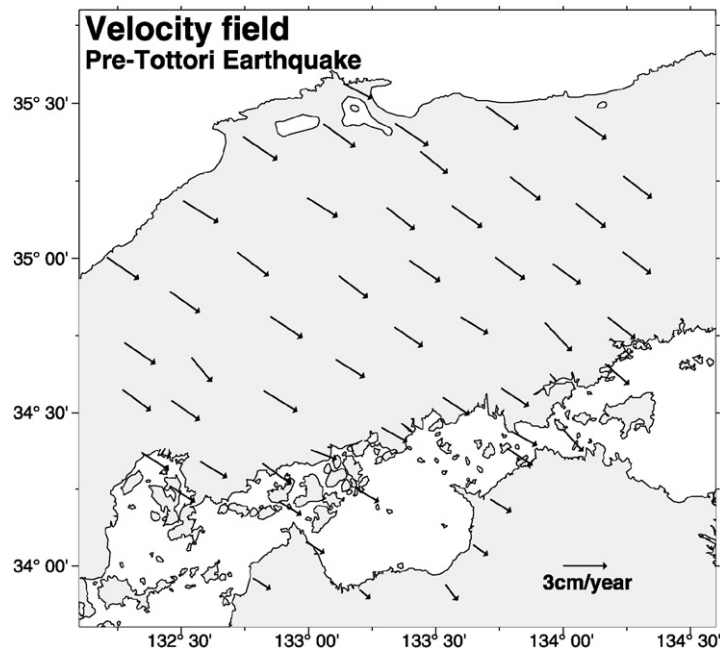 Velocity field
Pre-Tottori Earthquake
35° 30'
35° 00'
34° 30'
34° 00'
3cm/year
132° 30' 133° 00' 133° 30' 134° 00' 134° 30'